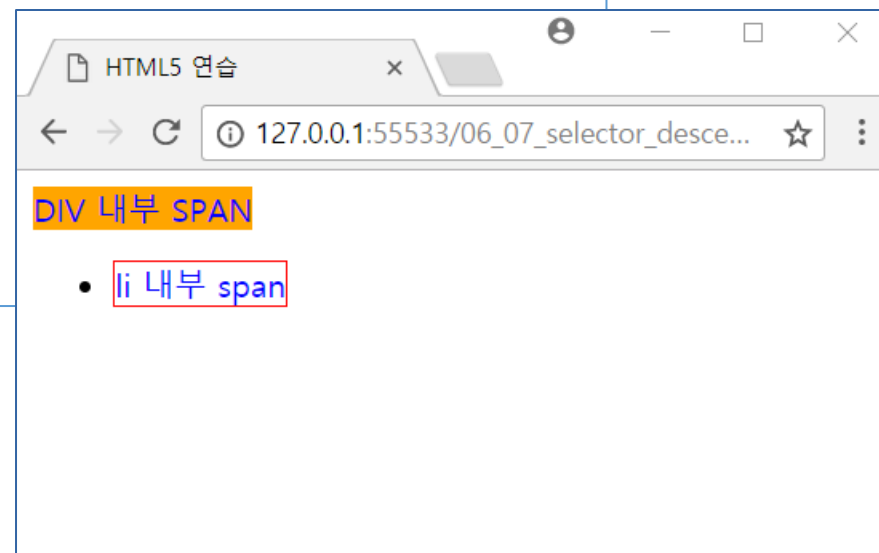 HTML5 연습
127.0.0.1:55533/06_07_selector_desce...
DIV 내부 SPAN
li 내부 span